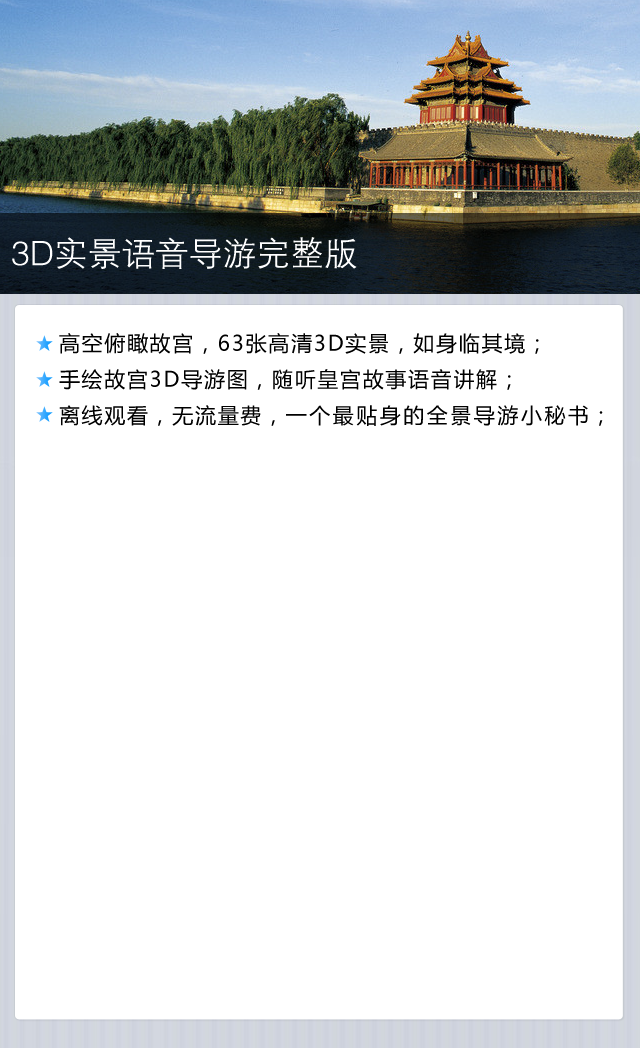 3D实景语音导游完整版
★高空俯瞰故宫，63张高清3D实景，如身临其境；
★手绘故宫3D导游图，随听皇宫故事语音讲解；
★离线观看，无流量费，一个最贴身的全景导游小秘书；